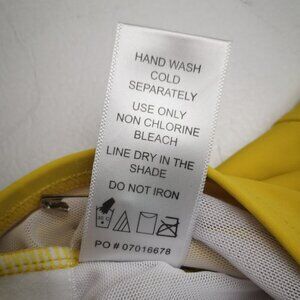 HAND WASH
COLD
SEPARATELY
USE ONLY
NON CHLORINE
BLEACH
LINE DRY IN THE
SHADE
DO NOT IRON
PO # 07016678